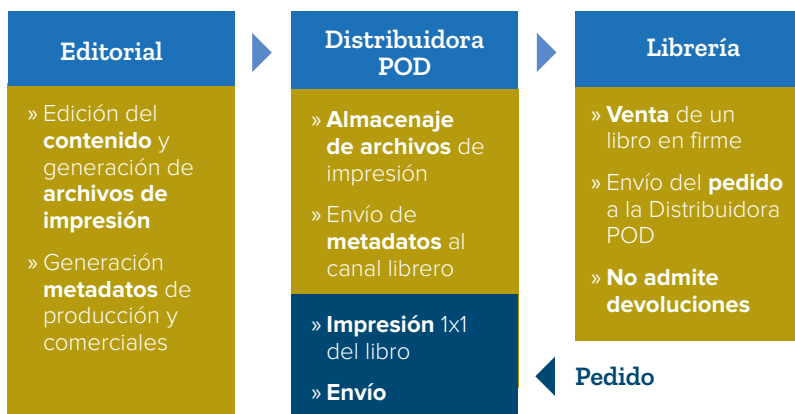 Editorial
» Edición del
contenido y
generación de
archivos de
impresión
» Generación
metadatos de
producción y
comerciales
Distribuidora
POD
» Almacenaje
de archivos de
impresión
» Envío de
metadatos al
canal librero
» Impresión 1x1
del libro
» Envío
Librería
» Venta de un
libro en firme
» Envío del pedido
a la Distribuidora
POD
» No admite
devoluciones
Pedido